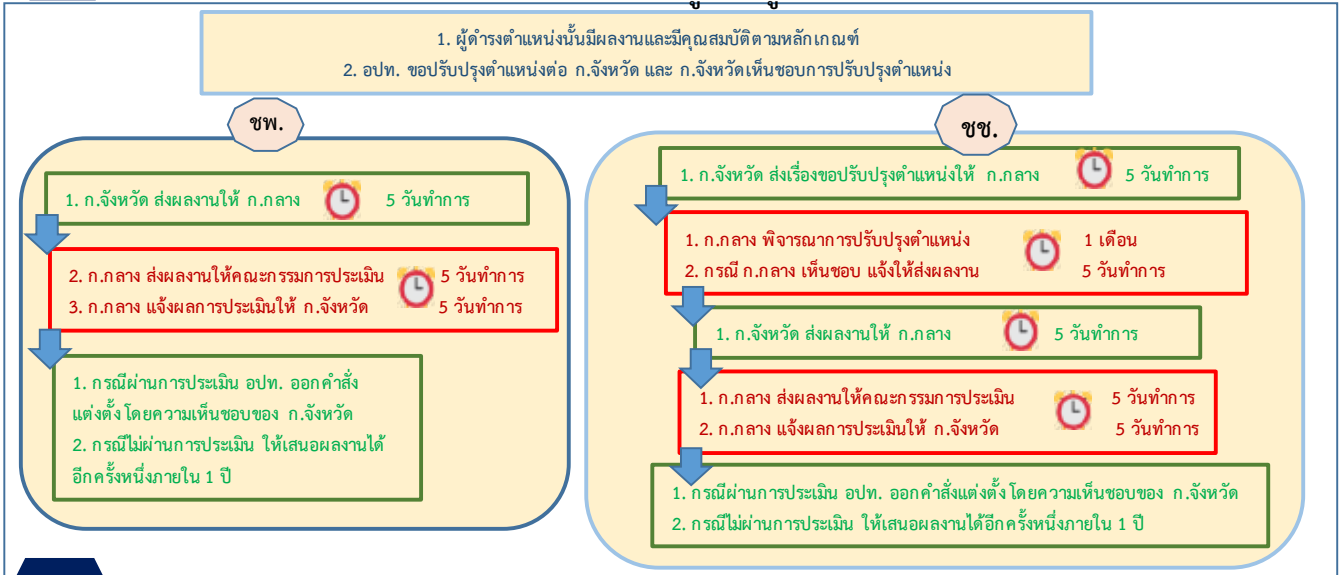 1. ผู้ดำรงตำแหน่งนั้นมีผลงานและมีคุณสมบัติตามหลักเกณฑ์
2. อปท. ขอปรับปรุงตำแหน่งต่อ ก.จังหวัด และ ก.จังหวัดเห็นชอบการปรับปรุงตำแหน่ง
ชพ.
1. ก.จังหวัด ส่งผลงานให้ ก.กลาง 5 วันทำการ
2. ก.กลาง ส่งผลงานให้คณะกรรมการประเมิน 5 วันทำการ
3. ก.กลาง แจ้งผลการประเมินให้ ก.จังหวัด 5 วันทำการ
1. กรณีผ่านการประเมิน อปท. ออกคำสั่ง
แต่งตั้ง โดยความเห็นชอบของ ก.จังหวัด
2. กรณีไม่ผ่านการประเมิน ให้เสนอผลงานได้
อีกครั้งหนึ่งภายใน 1 ปี
ชช.
1. ก.จังหวัด ส่งเรื่องขอปรับปรุงตำแหน่งให้ ก.กลาง 5 วันทำการ
1. ก.กลาง พิจารณาการปรับปรุงตำแหน่ง 1 เดือน
2. กรณี ก.กลาง เห็นชอบ แจ้งให้ส่งผลงาน 5 วันทำการ
1. ก.จังหวัด ส่งผลงานให้ ก.กลาง 5 วันทำการ
1. ก.กลาง ส่งผลงานให้คณะกรรมการประเมิน 5 วันทำการ
2. ก.กลาง แจ้งผลการประเมินให้ ก.จังหวัด 5 วันทำการ
1. กรณีผ่านการประเมิน อปท. ออกคำสั่งแต่งตั้ง โดยความเห็นชอบของ ก.จังหวัด
2. กรณีไม่ผ่านการประเมิน ให้เสนอผลงานได้อีกครั้งหนึ่งภายใน 1 ปี